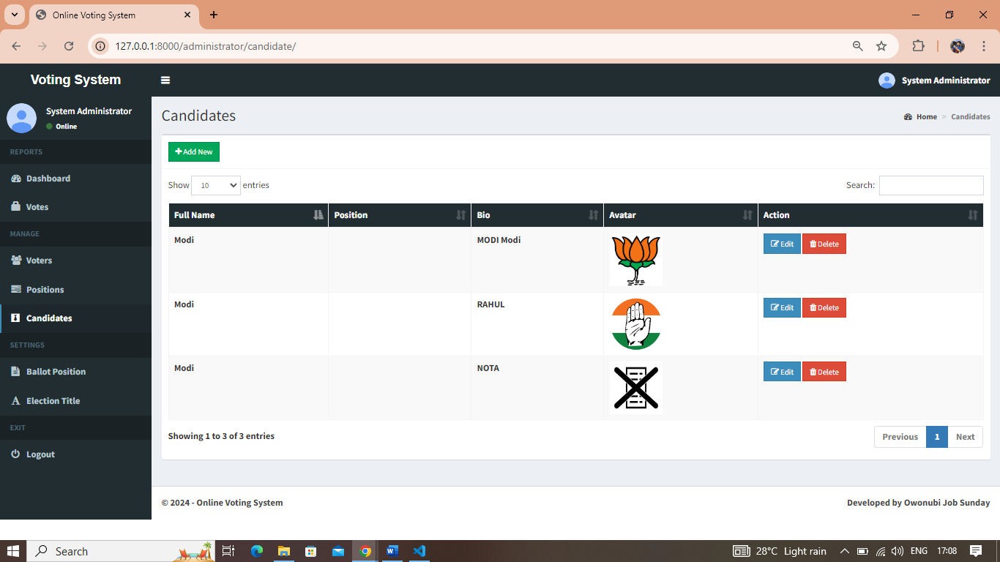 Online Voting System
127.0.0.1:8000/administrator/candidate/
Voting System
System Administrator
System Administrator
Online
Candidates
Home > Candidates
REPORTS
Add New
Dashboard
Show 10 entries
Search:
Votes
Full Name Position Bio Avatar Action
MANAGE
Modi MODI Modi Edit Delete
Voters
Positions
Modi RAHUL Edit Delete
Candidates
SETTINGS
Modi NOTA Edit Delete
Ballot Position
Election Title
EXIT
Showing 1 to 3 of 3 entries
Previous 1 Next
Logout
© 2024 - Online Voting System
Developed by Owonubi Job Sunday
Search
28°C Light rain
ENG 17:08